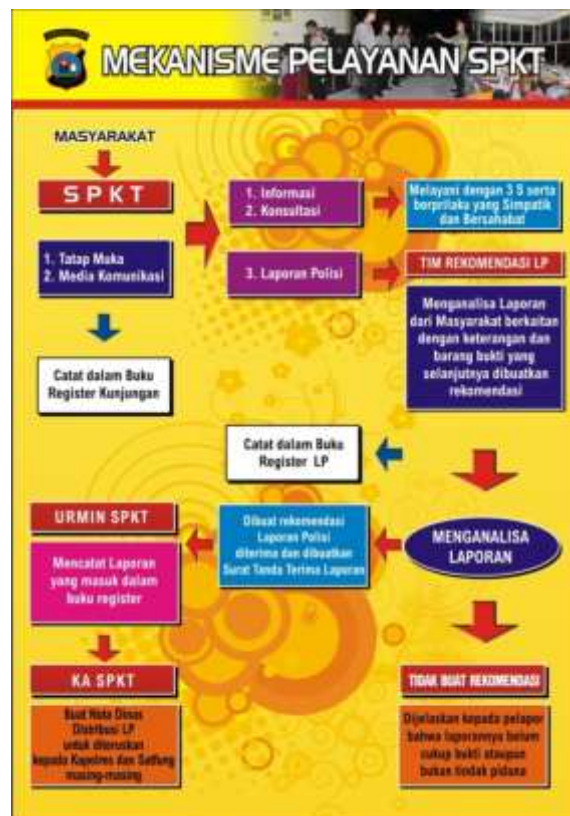 MEKANISME PELAYANAN SPKT
MASYARAKAT
SPKT
1. Tatap Muka
2. Media Komunikasi
Catat dalam Buku
Register Kunjungan
1. Informasi
2. Konsultasi
Melayani dengan 3 S serta
berprilaku yang Simpatik
dan Bersahabat
3. Laporan Polisi
TIM REKOMENDASI LP
Menganalisa Laporan
dari Masyarakat berkaitan
dengan keterangan dan
barang bukti yang
selanjutnya dibuatkan
rekomendasi
Catat dalam Buku
Register LP
MENGANALISA
LAPORAN
Dibuat rekomendasi
Laporan Polisi
diterima dan dibuatkan
Surat Tanda Terima Laporan
URMIN SPKT
Mencatat Laporan
yang masuk dalam
buku register
KA SPKT
Buat Nota Dinas
Distribusi LP
untuk diteruskan
kepada Kapolres dan Satfung
masing-masing
TIDAK BUAT REKOMENDASI
Dijelaskan kepada pelapor
bahwa laporannya belum
cukup bukti ataupun
bukan tindak pidana